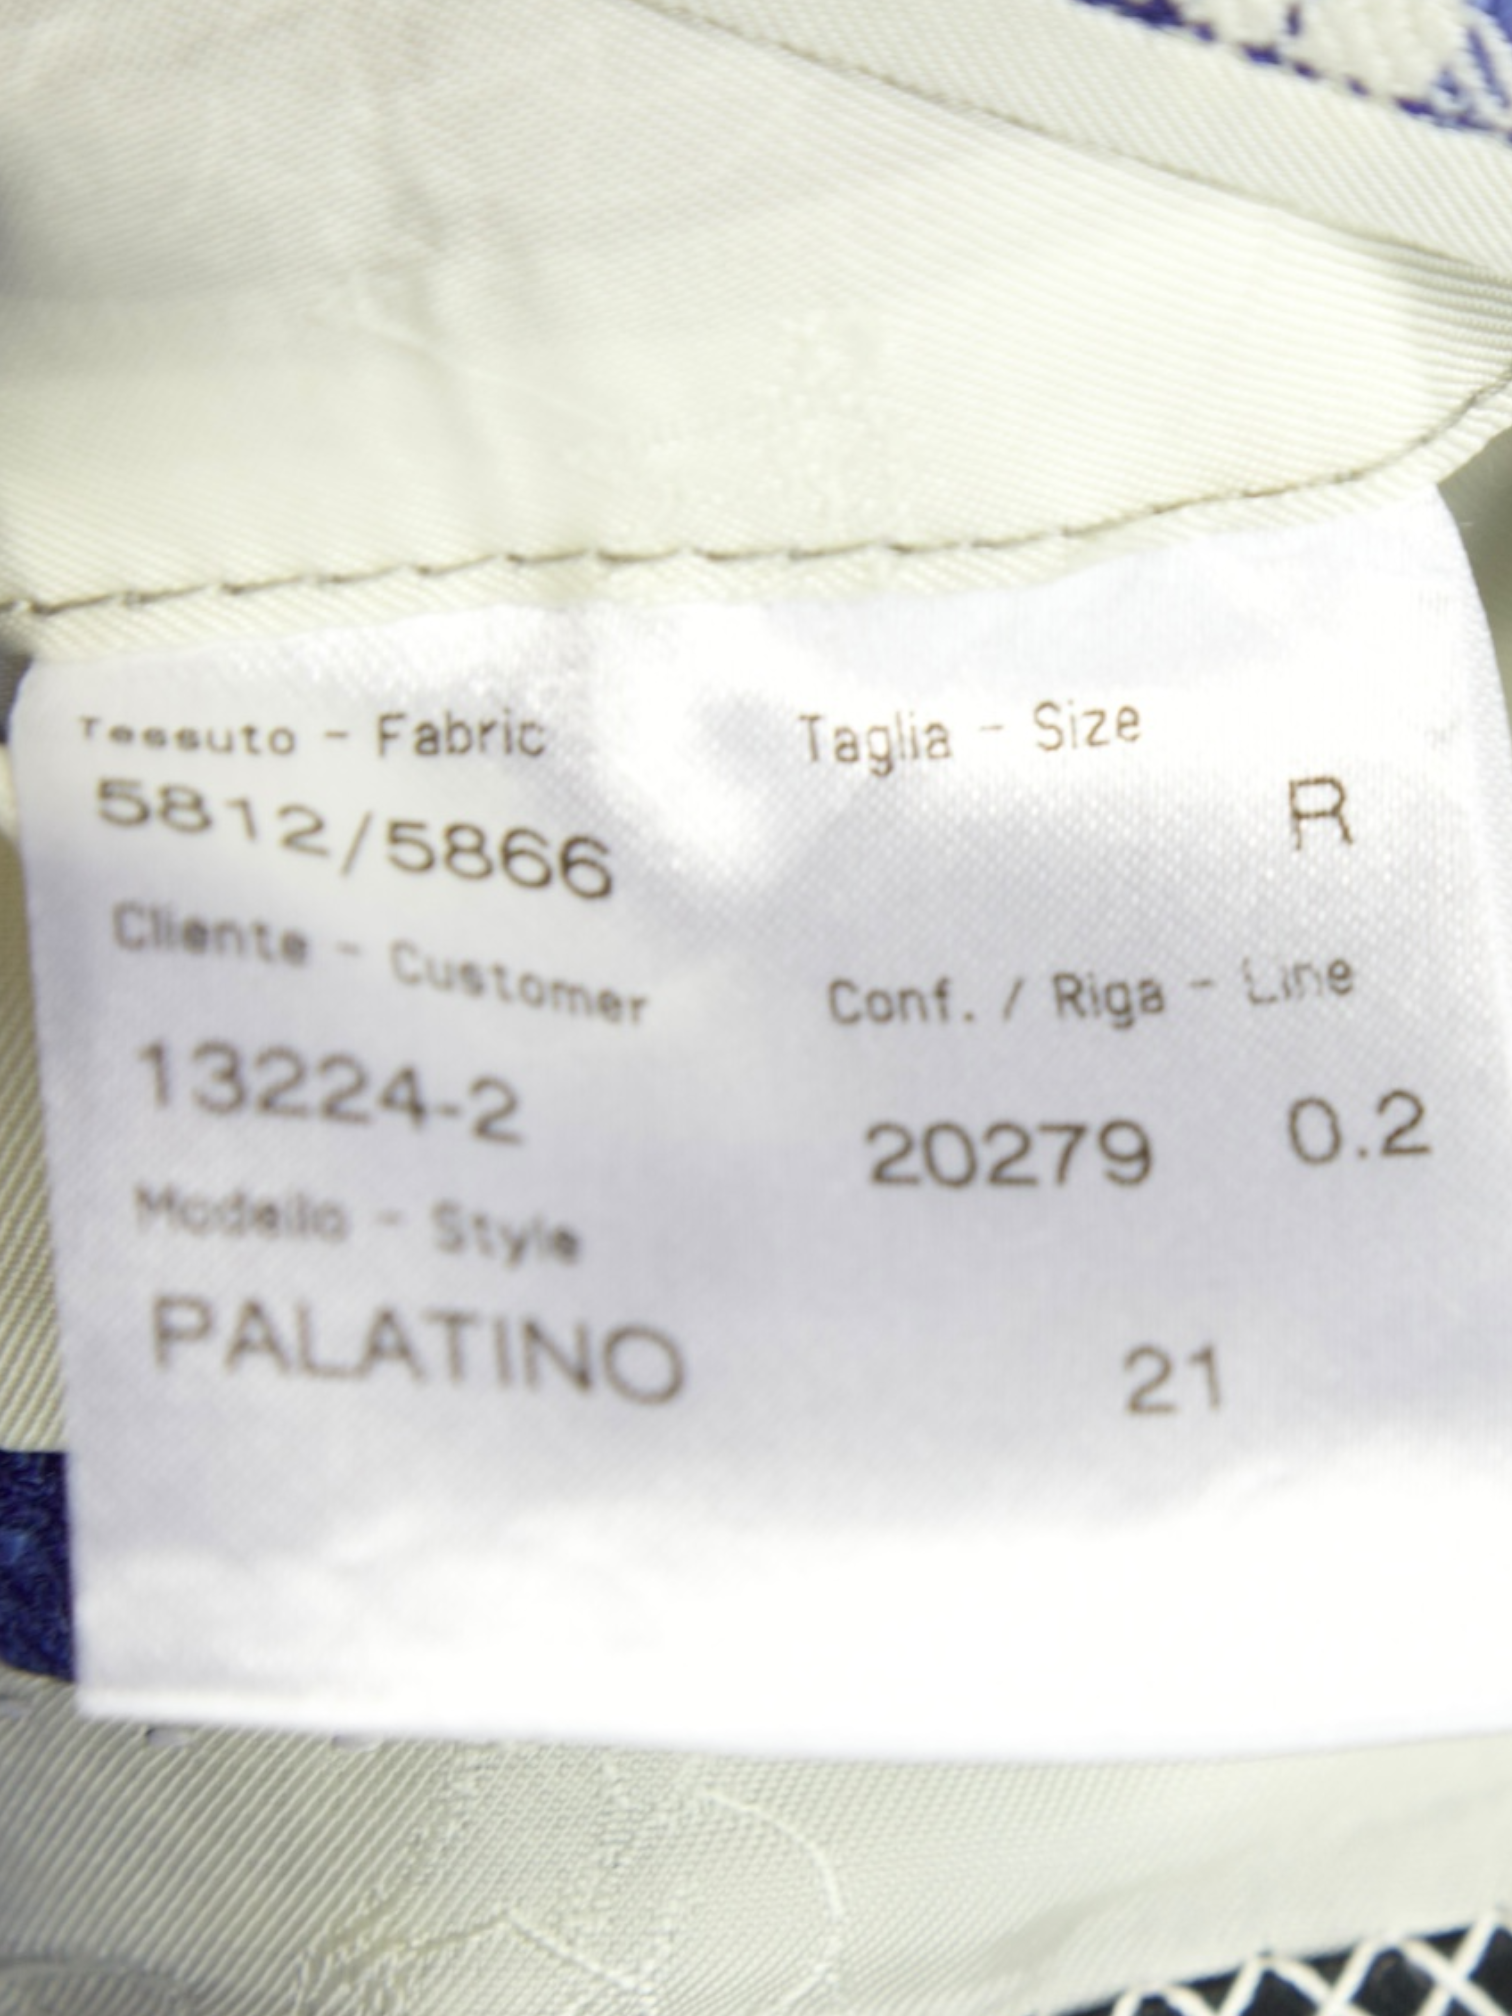 Tessuto - Fabric
5812/5866
Taglia - Size
R
Cliente - Customer
13224-2
Conf. / Riga - Line
20279 0.2
Modello - Style
PALATINO
21